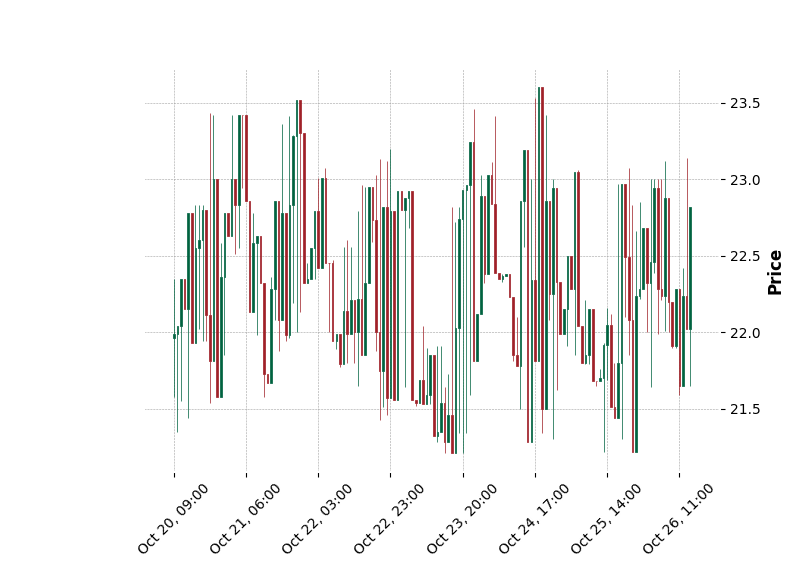 23.5
23.0
22.5
22.0
21.5
Price
Oct 20, 09:00
Oct 21, 06:00
Oct 22, 03:00
Oct 22, 23:00
Oct 23, 20:00
Oct 24, 17:00
Oct 25, 14:00
Oct 26, 11:00